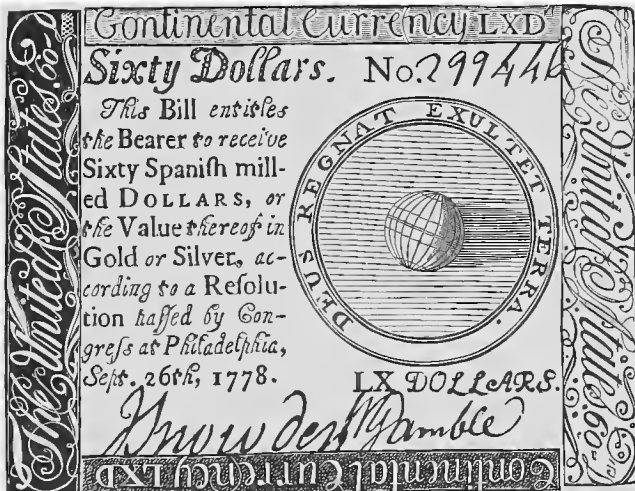 Continental Currency LXD
Sixty Dollars. No. 299446
This Bill entitles
the Bearer to receive
Sixty Spaniſh mill-
ed DOLLARS, or
the Value thereof in
Gold or Silver, ac-
cording to a Reſolu-
tion paſſed by Con-
greſs at Philadelphia,
Sept. 26th, 1778.
DEUS REGNAT EXULTET TERRA.
LX DOLLARS.
J Snowden W Gamble
Continental Currency LXD
The United States. 60
The United States. 60